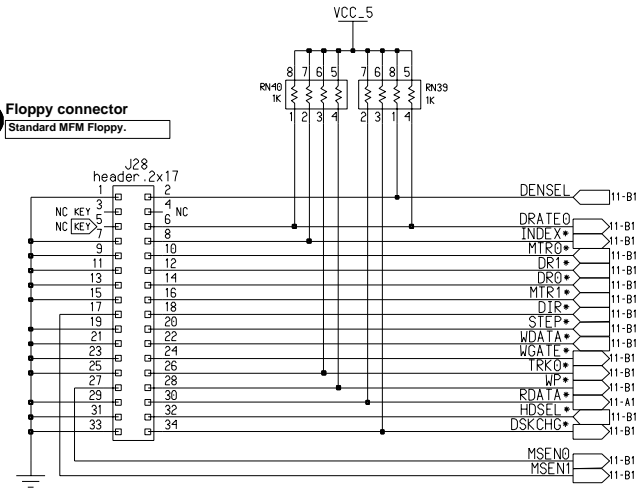 VCC_5
8 7 6 5
7 6 8 5
RN40
1K
RN39
1K
1 2 3 4
2 3 1 4
Floppy connector
Standard MFM Floppy.
J28
header.2x17
1 2 DENSEL 11-B1
NC KEY 3 4 NC
NC KEY 5 6 DRATE0 11-B1
7 8 INDEX* 11-B1
9 10 MTR0* 11-B1
11 12 DR1* 11-B1
13 14 DR0* 11-B1
15 16 MTR1* 11-B1
17 18 DIR* 11-B1
19 20 STEP* 11-B1
21 22 WDATA* 11-B1
23 24 WGATE* 11-B1
25 26 TRK0* 11-B1
27 28 WP* 11-B1
29 30 RDATA* 11-A1
31 32 HDSEL* 11-B1
33 34 DSKCHG* 11-B1
MSEN0 11-B1
MSEN1 11-B1